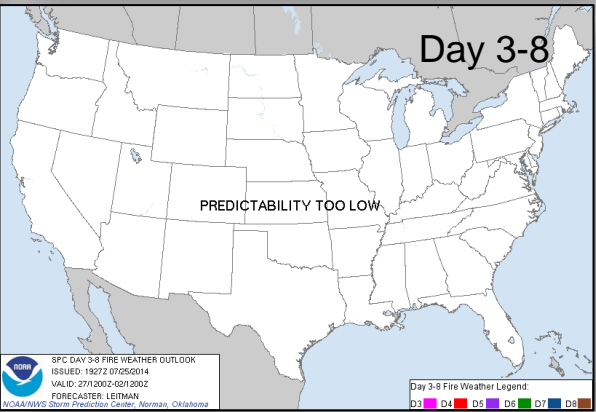 Day 3-8
PREDICTABILITY TOO LOW
NOAA
SPC DAY 3-8 FIRE WEATHER OUTLOOK
ISSUED: 1927Z 07/25/2014
VALID: 27/1200Z-02/1200Z
FORECASTER: LEITMAN
NOAA/NWS Storm Prediction Center, Norman, Oklahoma
Day 3-8 Fire Weather Legend:
D3 D4 D5 D6 D7 D8